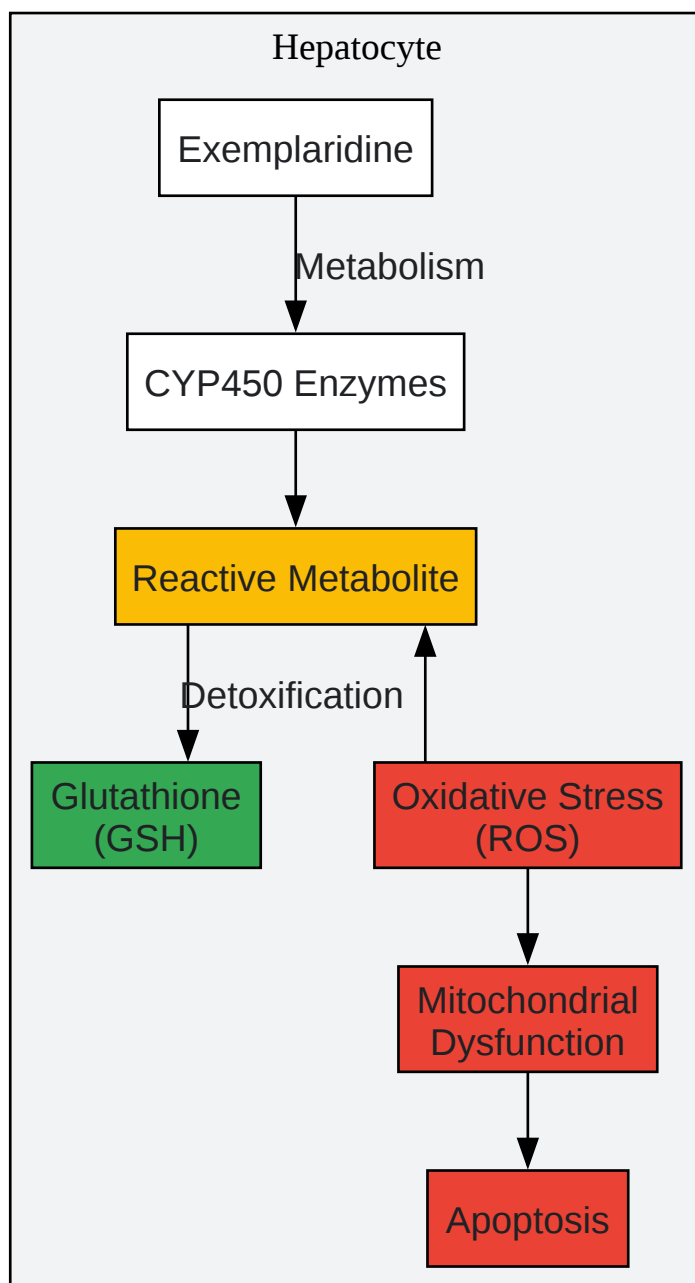 Hepatocyte
Exemplaridine
Metabolism
CYP450 Enzymes
Reactive Metabolite
Detoxification
Glutathione
(GSH)
Oxidative Stress
(ROS)
Mitochondrial
Dysfunction
Apoptosis